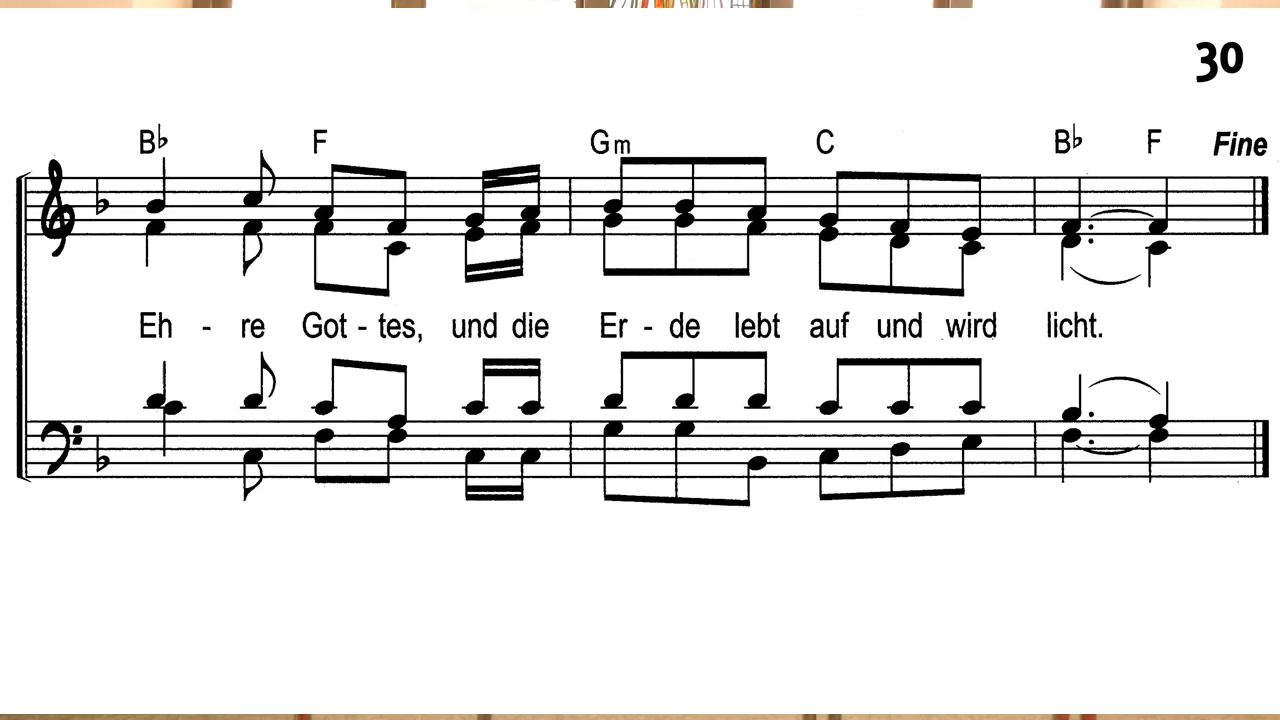 30
B♭ F Gm C B♭ F Fine
Eh - re Got - tes, und die Er - de lebt auf und wird licht.